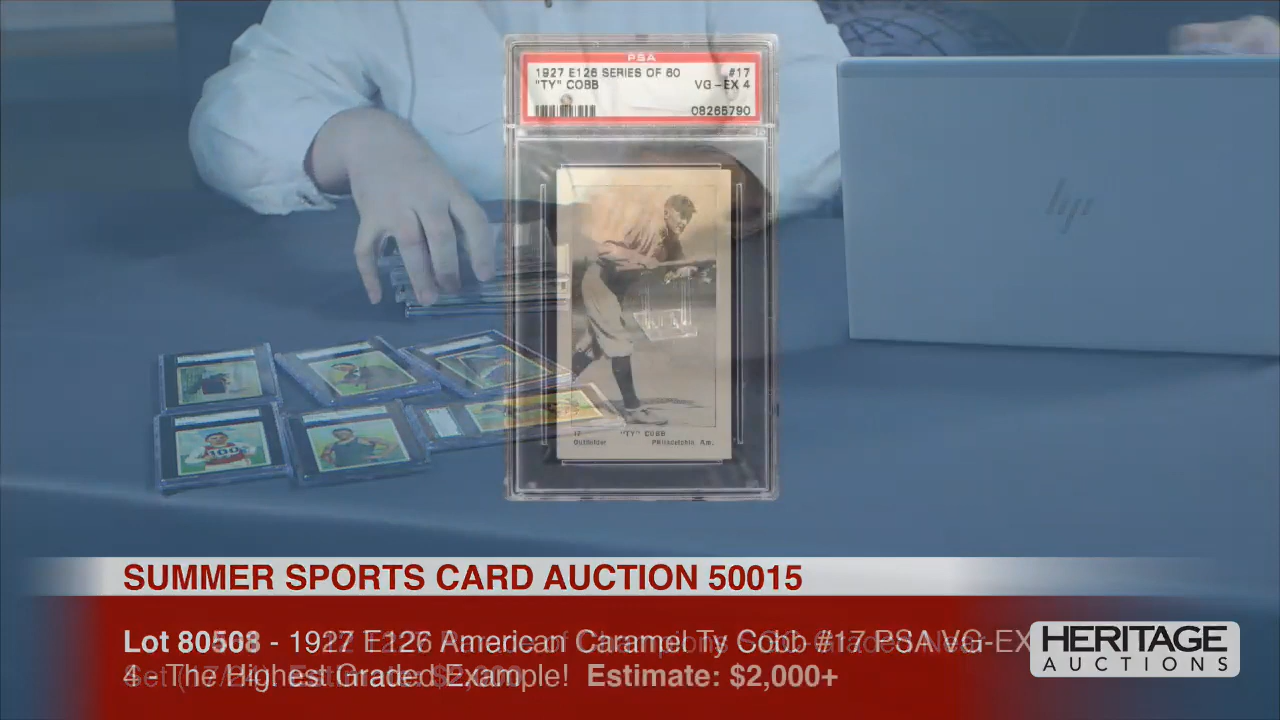 PSA
1927 E126 SERIES OF 60 #17
"TY" COBB VG-EX 4
08265790
hp
100
17 "TY" COBB
Outfielder Philadelphia, Am.
SUMMER SPORTS CARD AUCTION 50015
Lot 80508 - 1927 E126 American Caramel Ty Cobb #17 PSA VG-EX
4 - The Highest Graded Example! Estimate: $2,000+
HERITAGE
AUCTIONS